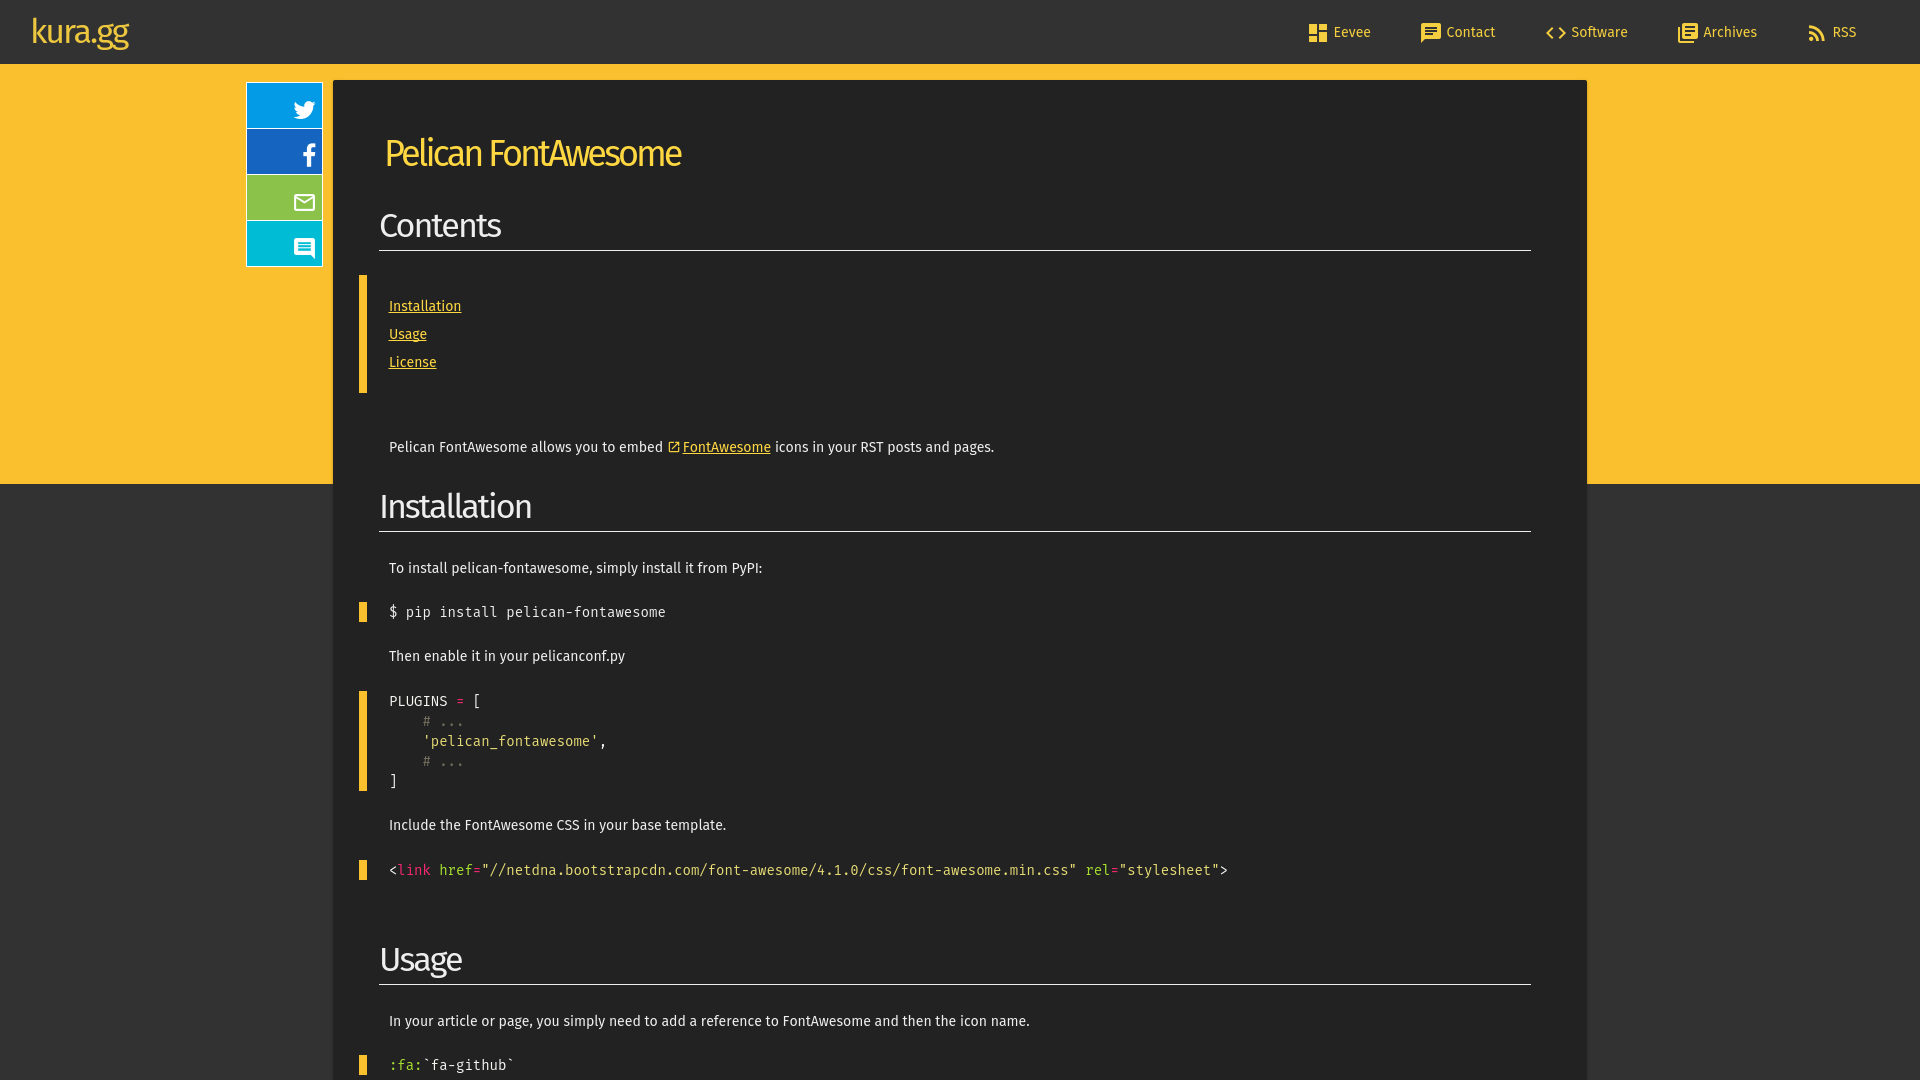 kura.gg
Eevee
Contact
Software
Archives
RSS
Pelican FontAwesome
Contents
Installation
Usage
License
Pelican FontAwesome allows you to embed FontAwesome icons in your RST posts and pages.
Installation
To install pelican-fontawesome, simply install it from PyPI:
$ pip install pelican-fontawesome
Then enable it in your pelicanconf.py
PLUGINS = [
    # ...
    'pelican_fontawesome',
    # ...
]
Include the FontAwesome CSS in your base template.
<link href="//netdna.bootstrapcdn.com/font-awesome/4.1.0/css/font-awesome.min.css" rel="stylesheet">
Usage
In your article or page, you simply need to add a reference to FontAwesome and then the icon name.
:fa:`fa-github`